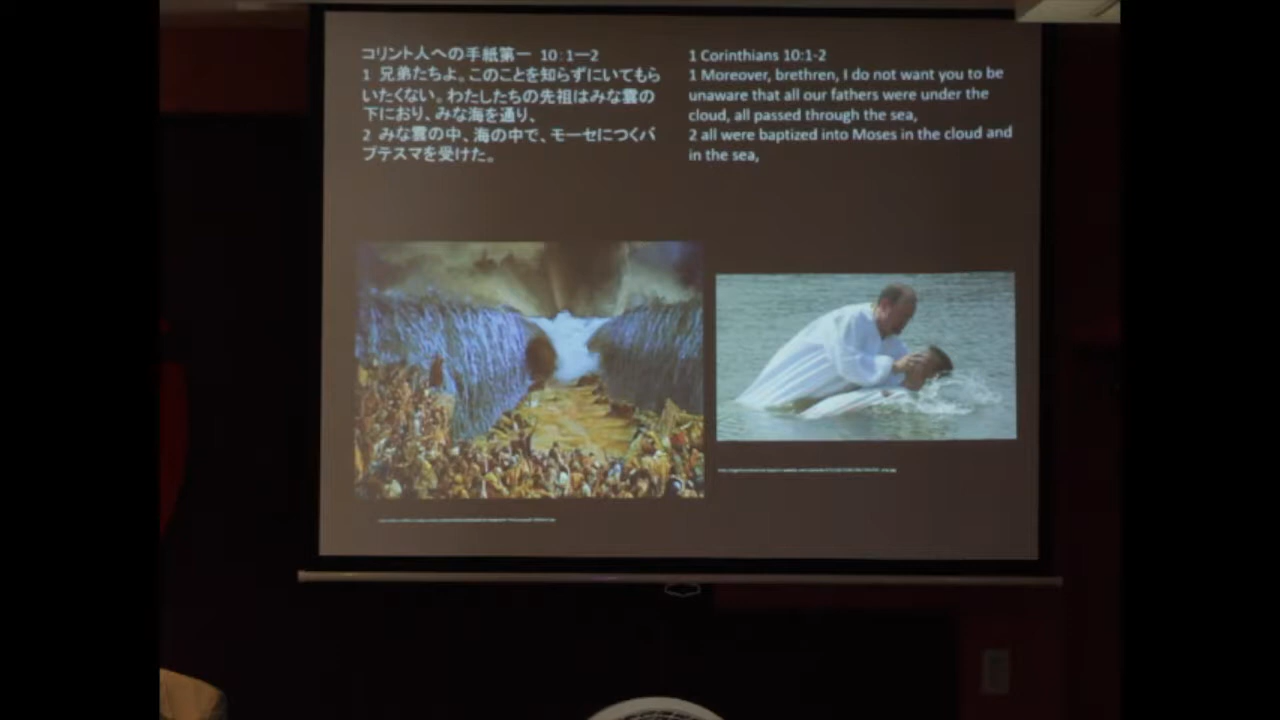 コリント人への手紙第一 10:1ー2
1 兄弟たちよ。このことを知らずにいてもら
いたくない。わたしたちの先祖はみな雲の
下におり、みな海を通り、
2 みな雲の中、海の中で、モーセにつくバ
プテスマを受けた。
1 Corinthians 10:1-2
1 Moreover, brethren, I do not want you to be
unaware that all our fathers were under the
cloud, all passed through the sea,
2 all were baptized into Moses in the cloud and
in the sea,